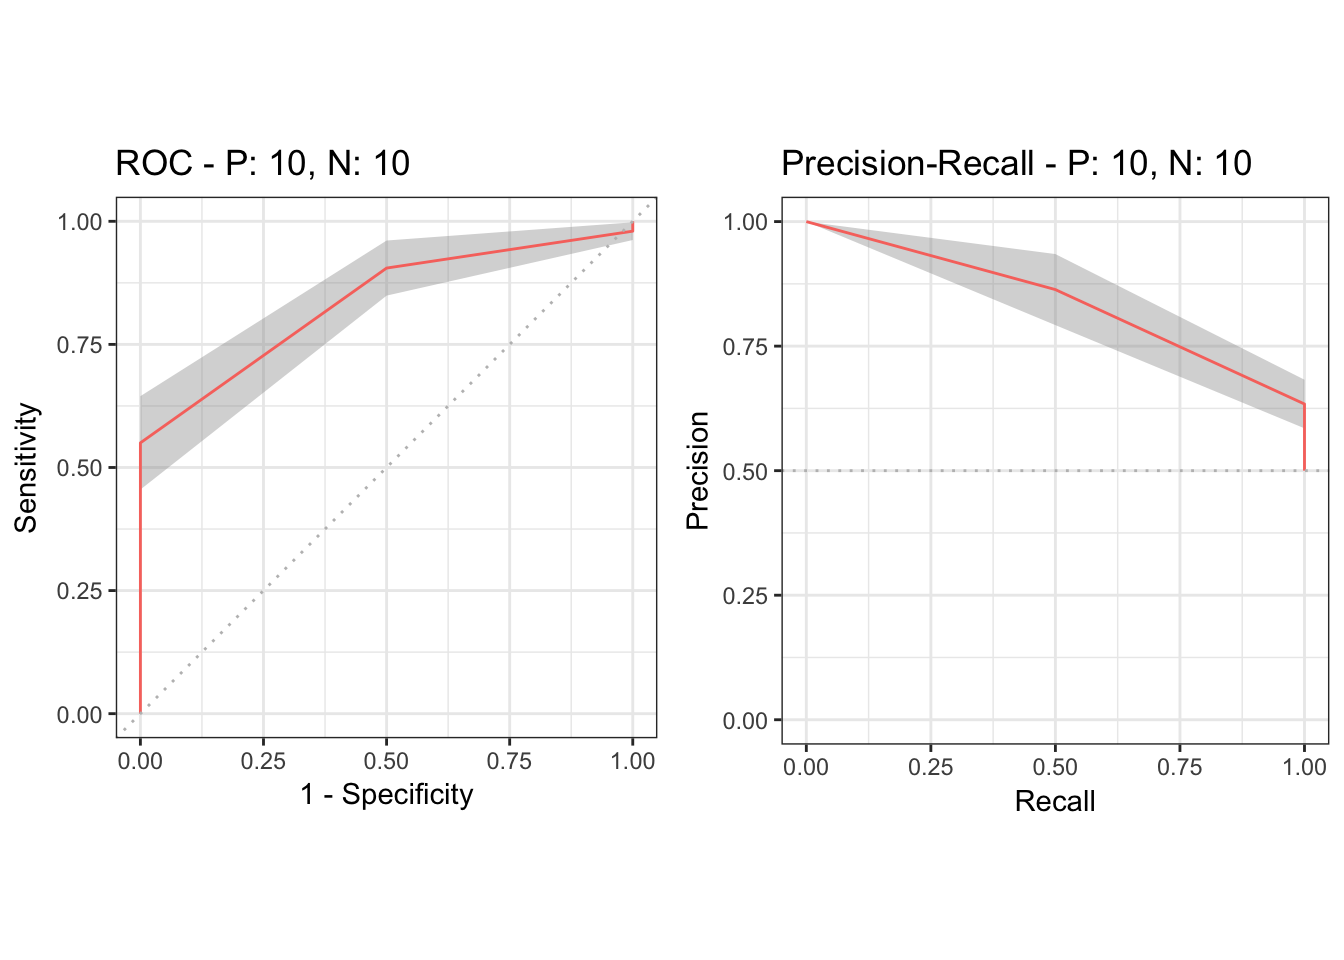 ROC - P: 10, N: 10
1.00
0.75
0.50
0.25
0.00
Sensitivity
0.00 0.25 0.50 0.75 1.00
1 - Specificity
Precision-Recall - P: 10, N: 10
1.00
0.75
0.50
0.25
0.00
Precision
0.00 0.25 0.50 0.75 1.00
Recall